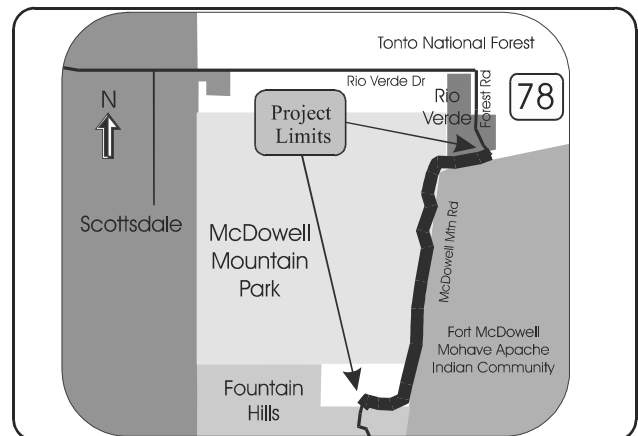 Tonto National Forest
Rio Verde Dr
N
Rio
Verde
Forest Rd
78
Project
Limits
Scottsdale
McDowell
Mountain
Park
McDowell Mtn Rd
Fort McDowell
Mohave Apache
Indian Community
Fountain
Hills